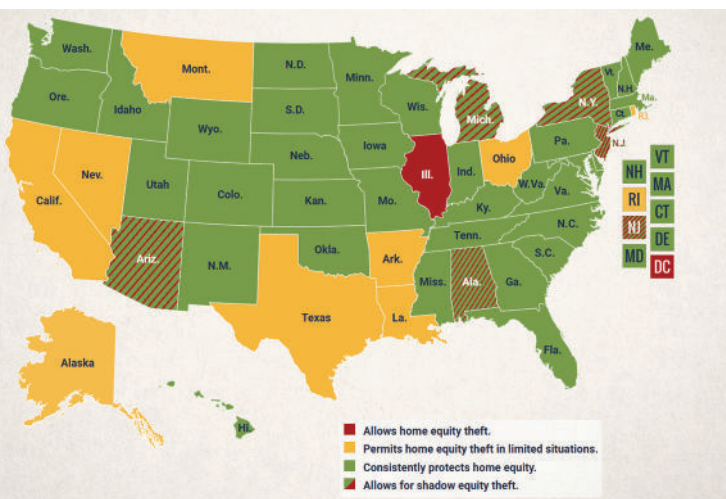 Wash.
Mont.
N.D.
Minn.
Me.
Vt.
N.H.
Ore.
Idaho
S.D.
Wis.
Mich.
N.Y.
Ma.
Ct.
R.I.
Wyo.
Neb.
Iowa
Ill.
Ind.
Ohio
Pa.
N.J.
Nev.
Utah
Colo.
Kan.
Mo.
Ky.
W.Va.
Va.
Calif.
Ariz.
N.M.
Okla.
Ark.
Tenn.
N.C.
S.C.
Texas
La.
Miss.
Ala.
Ga.
Fla.
Alaska
Hi.
NH
VT
RI
MA
NJ
CT
MD
DE
DC
Allows home equity theft.
Permits home equity theft in limited situations.
Consistently protects home equity.
Allows for shadow equity theft.